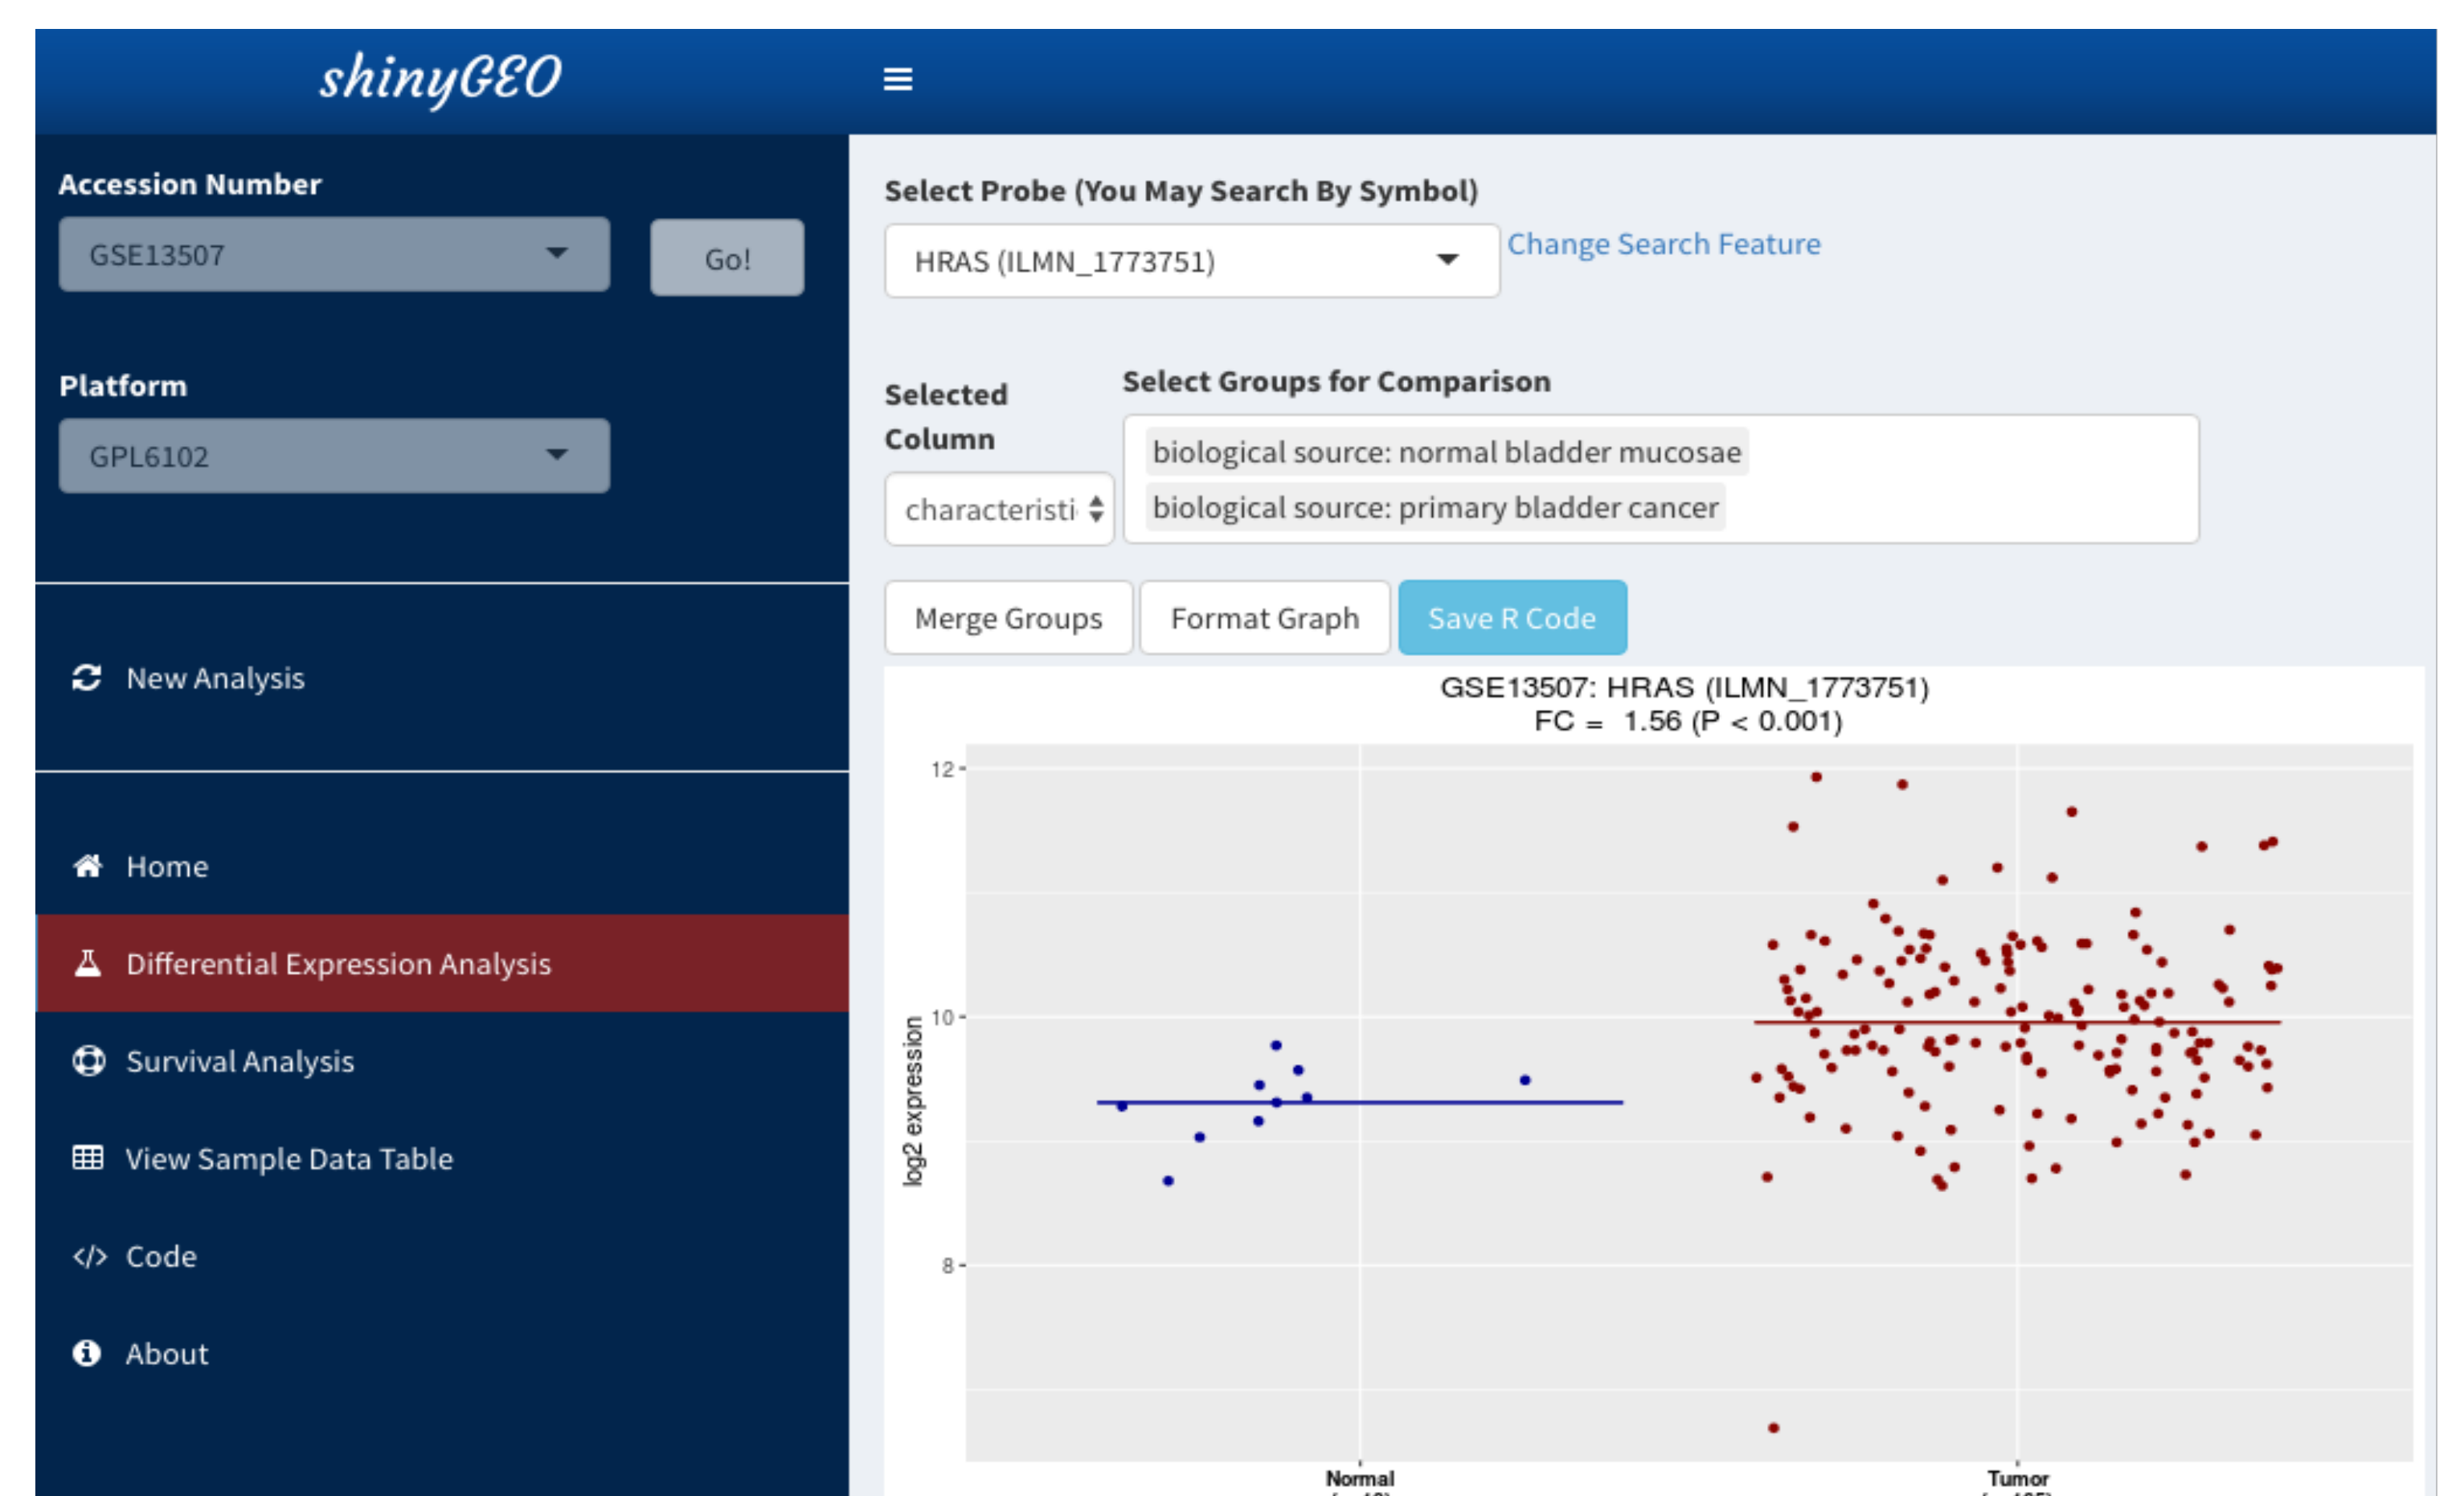 shinyGEO
Accession Number
GSE13507
Go!
Platform
GPL6102
New Analysis
Home
Differential Expression Analysis
Survival Analysis
View Sample Data Table
</> Code
About
Select Probe (You May Search By Symbol)
HRAS (ILMN_1773751)
Change Search Feature
Selected
Column
characteristi
Select Groups for Comparison
biological source: normal bladder mucosae
biological source: primary bladder cancer
Merge Groups
Format Graph
Save R Code
GSE13507: HRAS (ILMN_1773751)
FC = 1.56 (P < 0.001)
12
10
8
log2 expression
Normal
Tumor